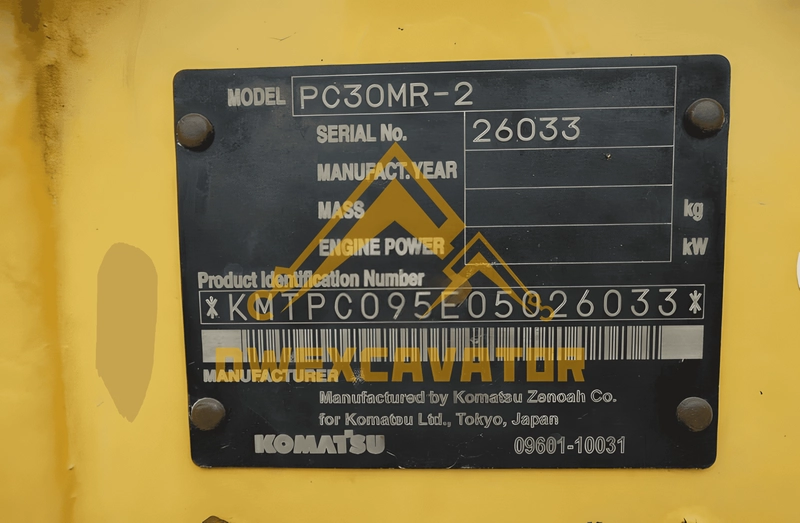 MODEL PC30MR-2
SERIAL No. 26033
MANUFACT. YEAR
MASS kg
ENGINE POWER kW
Product Identification Number
*KMTPC095E05026033*
DWEXCAVATOR
MANUFACTURER
Manufactured by Komatsu Zenoah Co.
for Komatsu Ltd., Tokyo, Japan
KOMATSU 09601-10031